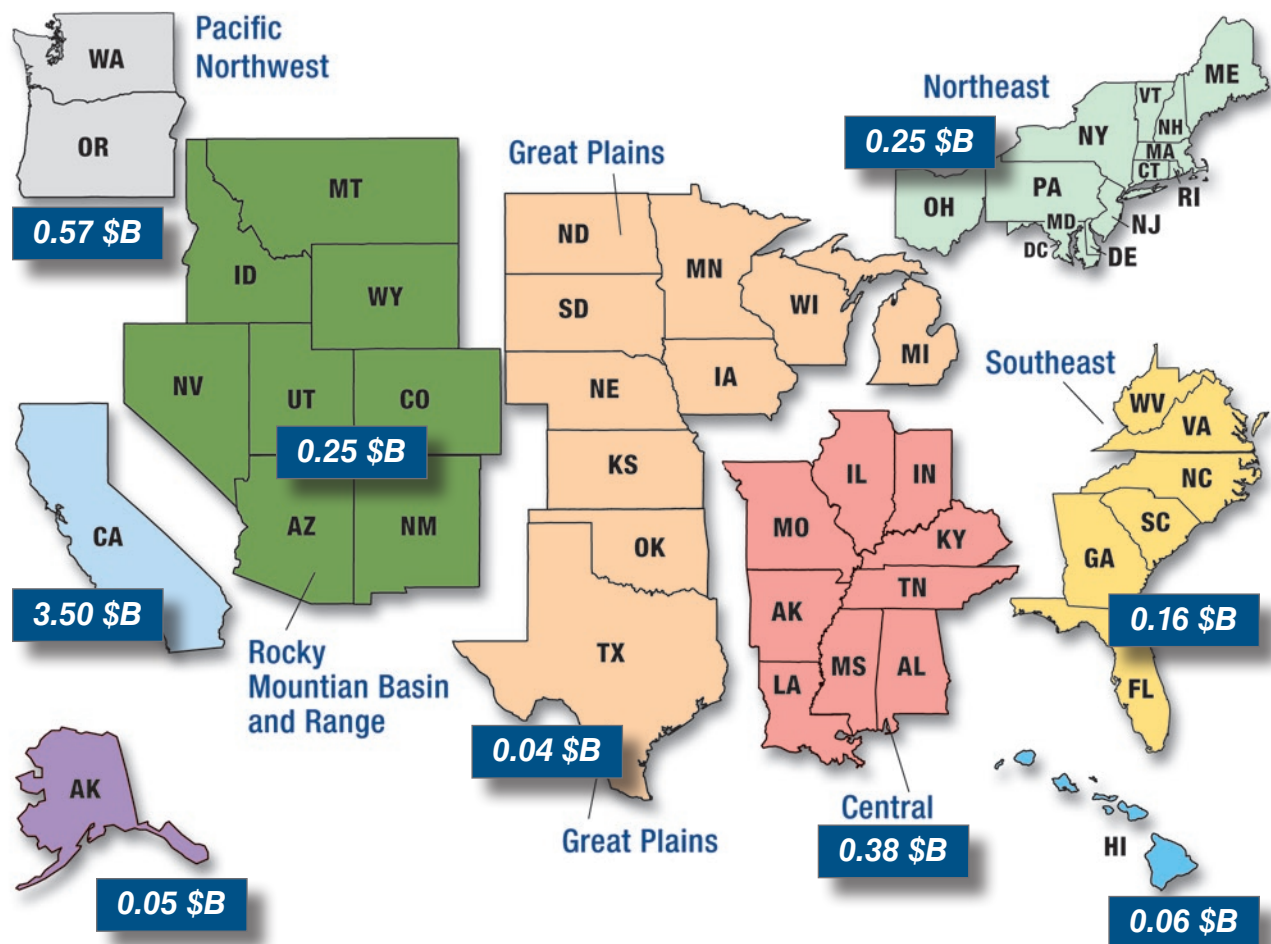 Pacific
Northwest
WA
OR
0.57 $B
MT
ID
WY
NV
UT
CO
0.25 $B
AZ
NM
Rocky
Mountian Basin
and Range
CA
3.50 $B
AK
0.05 $B
Great Plains
ND
MN
SD
WI
MI
NE
IA
KS
OK
TX
0.04 $B
Great Plains
Northeast
0.25 $B
ME
VT
NH
NY
MA
CT
RI
PA
OH
NJ
MD
DC
DE
Southeast
WV
VA
NC
SC
GA
0.16 $B
FL
IL
IN
MO
KY
TN
AK
MS
AL
LA
Central
0.38 $B
HI
0.06 $B